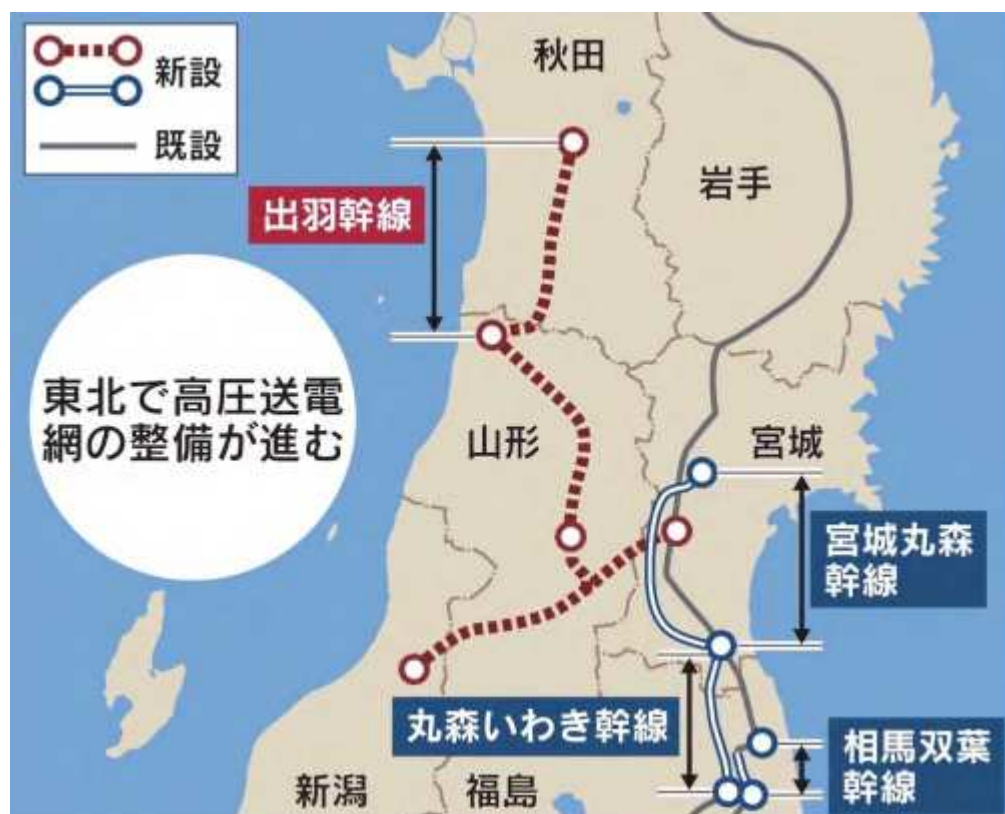 新設
既設
秋田
岩手
出羽幹線
東北で高圧送電
網の整備が進む
山形
宮城
宮城丸森
幹線
丸森いわき幹線
相馬双葉
幹線
新潟
福島